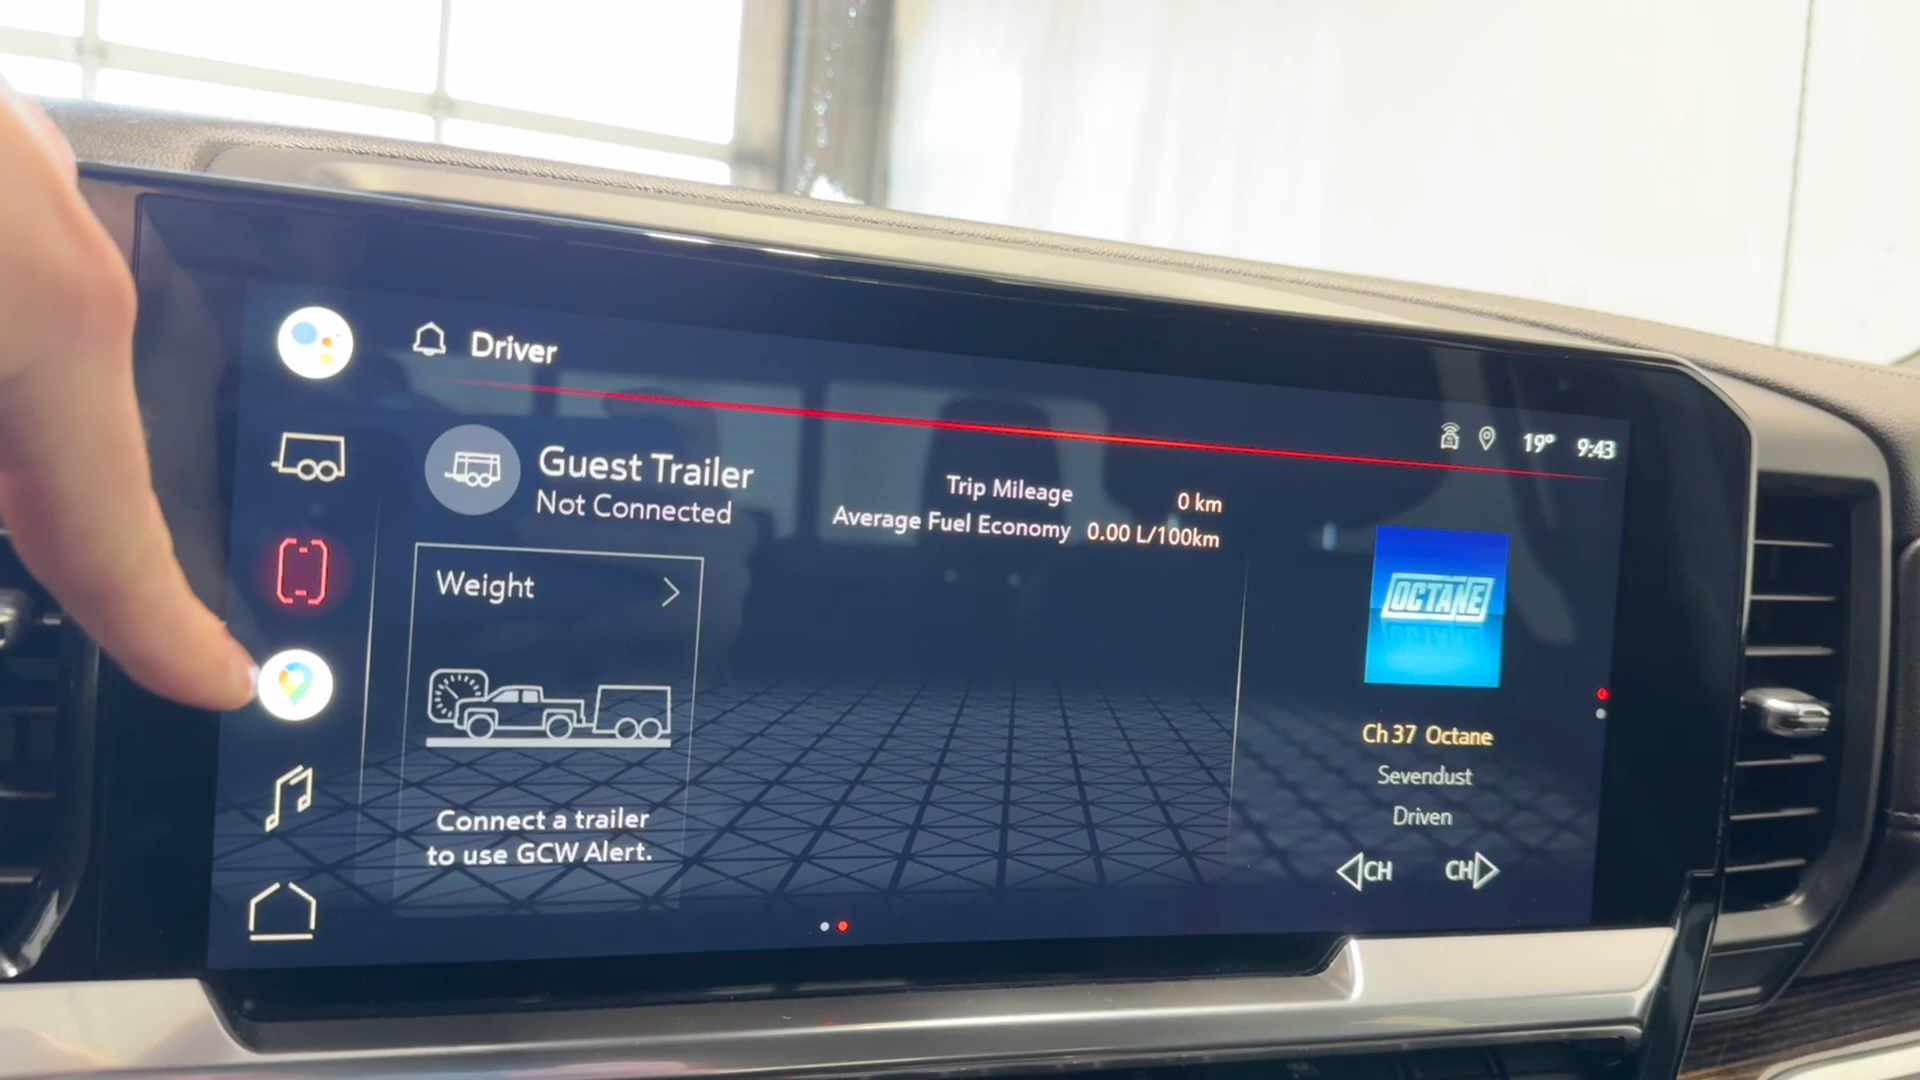 Driver
19° 9:43
Guest Trailer
Not Connected
Trip Mileage 0 km
Average Fuel Economy 0.00 L/100km
Weight
Connect a trailer
to use GCW Alert.
OCTANE
Ch 37 Octane
Sevendust
Driven
CH CH